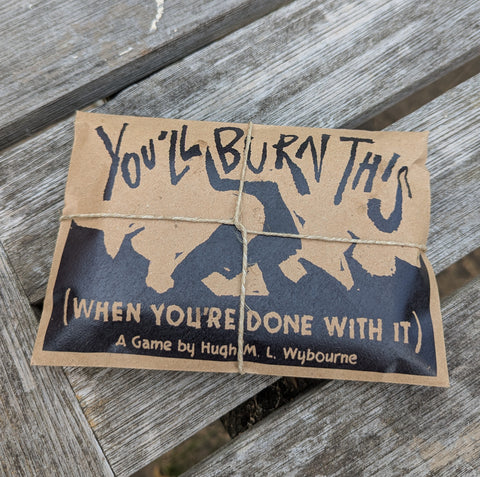 YOU'LL BURN THIS
(WHEN YOU'RE DONE WITH IT)
A Game by Hugh M. L. Wybourne